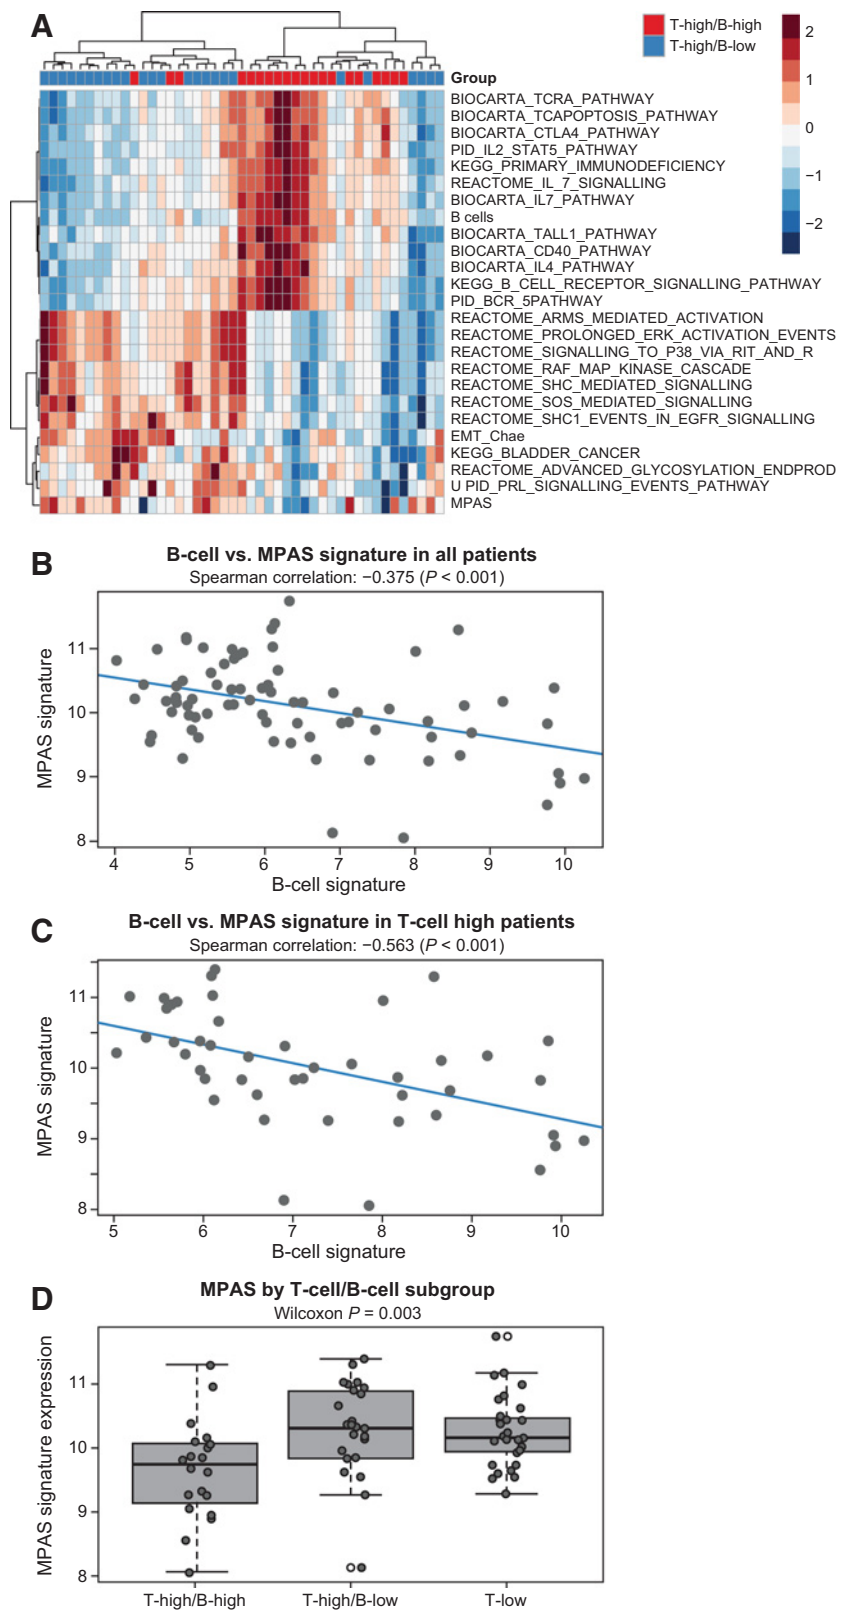 A
T-high/B-high
T-high/B-low
2
1
0
−1
−2
Group
BIOCARTA_TCRA_PATHWAY
BIOCARTA_TCAPOPTOSIS_PATHWAY
BIOCARTA_CTLA4_PATHWAY
PID_IL2_STAT5_PATHWAY
KEGG_PRIMARY_IMMUNODEFICIENCY
REACTOME_IL_7_SIGNALLING
BIOCARTA_IL7_PATHWAY
B cells
BIOCARTA_TALL1_PATHWAY
BIOCARTA_CD40_PATHWAY
BIOCARTA_IL4_PATHWAY
KEGG_B_CELL_RECEPTOR_SIGNALLING_PATHWAY
PID_BCR_5PATHWAY
REACTOME_ARMS_MEDIATED_ACTIVATION
REACTOME_PROLONGED_ERK_ACTIVATION_EVENTS
REACTOME_SIGNALLING_TO_P38_VIA_RIT_AND_R
REACTOME_RAF_MAP_KINASE_CASCADE
REACTOME_SHC_MEDIATED_SIGNALLING
REACTOME_SOS_MEDIATED_SIGNALLING
REACTOME_SHC1_EVENTS_IN_EGFR_SIGNALLING
EMT_Chae
KEGG_BLADDER_CANCER
REACTOME_ADVANCED_GLYCOSYLATION_ENDPROD
U PID_PRL_SIGNALLING_EVENTS_PATHWAY
MPAS
B
B-cell vs. MPAS signature in all patients
Spearman correlation: −0.375 (P < 0.001)
MPAS signature
11
10
9
8
4 5 6 7 8 9 10
B-cell signature
C
B-cell vs. MPAS signature in T-cell high patients
Spearman correlation: −0.563 (P < 0.001)
MPAS signature
11
10
9
8
5 6 7 8 9 10
B-cell signature
D
MPAS by T-cell/B-cell subgroup
Wilcoxon P = 0.003
MPAS signature expression
11
10
9
8
T-high/B-high T-high/B-low T-low